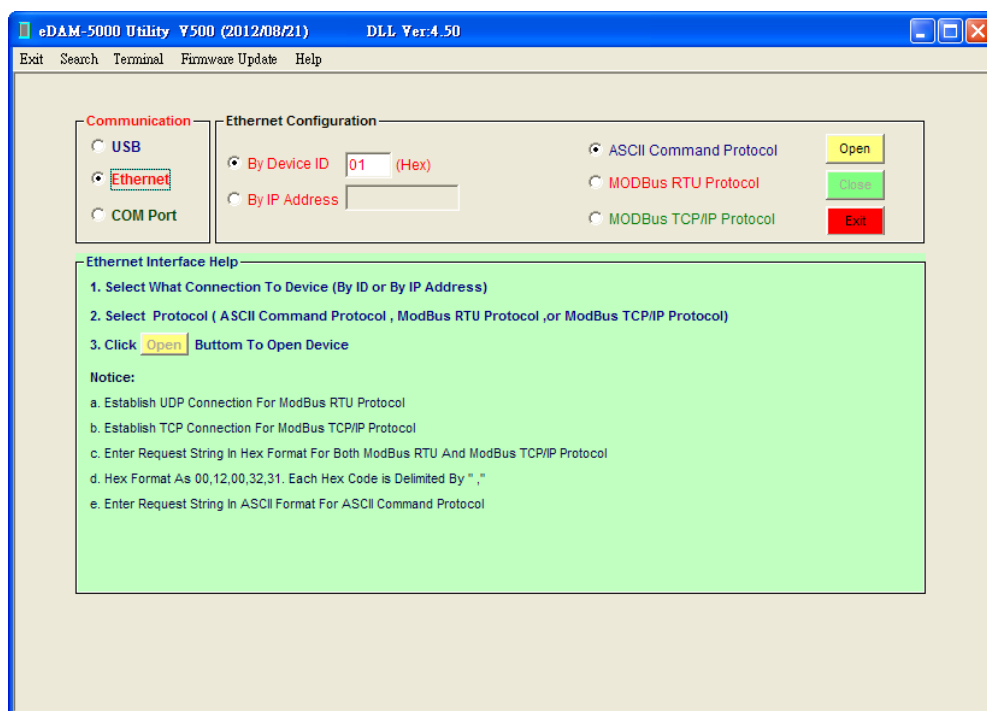 eDAM-5000 Utility V500 (2012/08/21) DLL Ver:4.50
Exit Search Terminal Firmware Update Help
Communication
USB
Ethernet
COM Port
Ethernet Configuration
By Device ID 01 (Hex)
By IP Address
ASCII Command Protocol
MODBus RTU Protocol
MODBus TCP/IP Protocol
Open
Close
Exit
Ethernet Interface Help
1. Select What Connection To Device (By ID or By IP Address)
2. Select Protocol ( ASCII Command Protocol , ModBus RTU Protocol ,or ModBus TCP/IP Protocol)
3. Click Open Buttom To Open Device
Notice:
a. Establish UDP Connection For ModBus RTU Protocol
b. Establish TCP Connection For ModBus TCP/IP Protocol
c. Enter Request String In Hex Format For Both ModBus RTU And ModBus TCP/IP Protocol
d. Hex Format As 00,12,00,32,31. Each Hex Code is Delimited By " ,"
e. Enter Request String In ASCII Format For ASCII Command Protocol